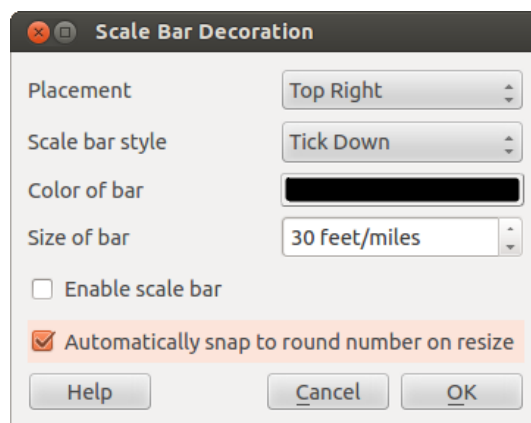 Scale Bar Decoration
Placement Top Right
Scale bar style Tick Down
Color of bar
Size of bar 30 feet/miles
Enable scale bar
Automatically snap to round number on resize
Help Cancel OK